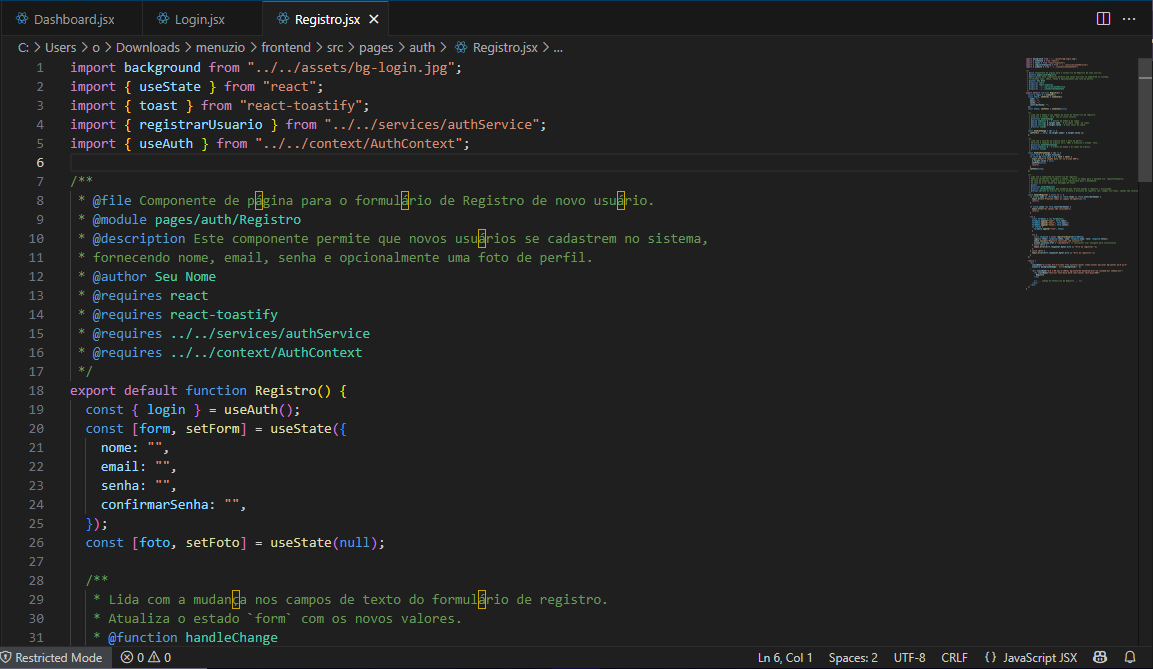 Dashboard.jsx Login.jsx Registro.jsx
C: > Users > o > Downloads > menuzio > frontend > src > pages > auth > Registro.jsx > ...
1 import background from "../../assets/bg-login.jpg";
2 import { useState } from "react";
3 import { toast } from "react-toastify";
4 import { registrarUsuario } from "../../services/authService";
5 import { useAuth } from "../../context/AuthContext";
6
7 /**
8  * @file Componente de página para o formulário de Registro de novo usuário.
9  * @module pages/auth/Registro
10  * @description Este componente permite que novos usuários se cadastrem no sistema,
11  * fornecendo nome, email, senha e opcionalmente uma foto de perfil.
12  * @author Seu Nome
13  * @requires react
14  * @requires react-toastify
15  * @requires ../../services/authService
16  * @requires ../../context/AuthContext
17  */
18 export default function Registro() {
19   const { login } = useAuth();
20   const [form, setForm] = useState({
21     nome: "",
22     email: "",
23     senha: "",
24     confirmarSenha: "",
25   });
26   const [foto, setFoto] = useState(null);
27
28   /**
29    * Lida com a mudança nos campos de texto do formulário de registro.
30    * Atualiza o estado `form` com os novos valores.
31    * @function handleChange
Restricted Mode 0 0 Ln 6, Col 1 Spaces: 2 UTF-8 CRLF {} JavaScript JSX